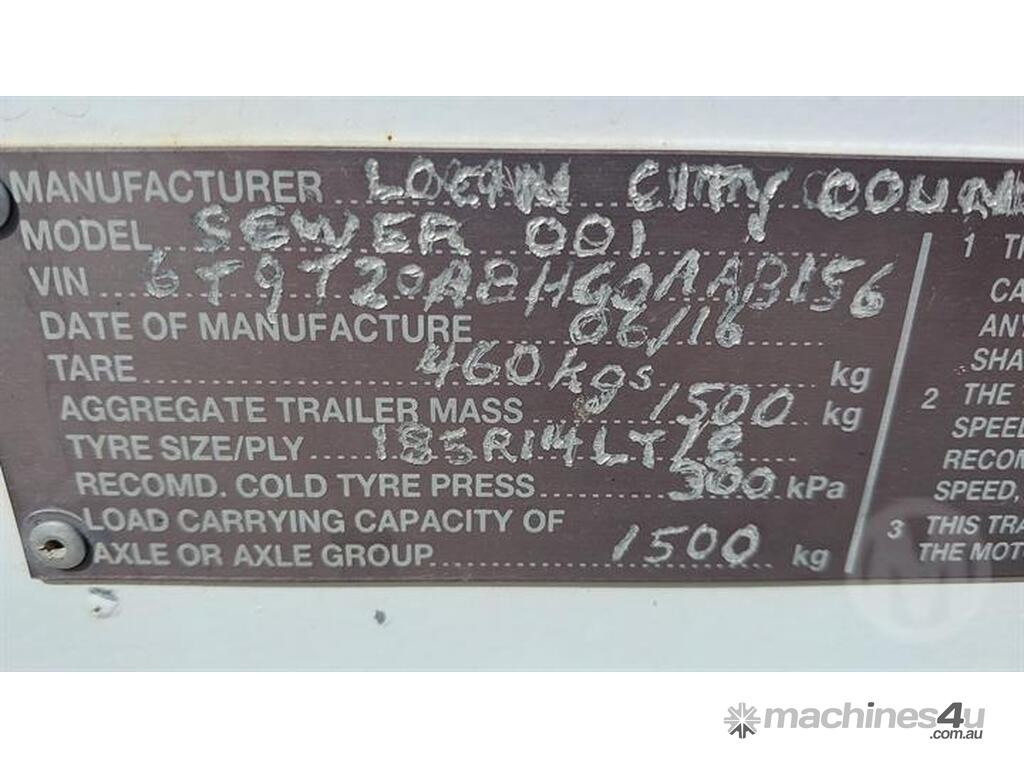 MANUFACTURER LOGAN CITY COUN
MODEL SEWER 001
VIN 6T9T20ABHG0AAB156
DATE OF MANUFACTURE 06/16
TARE 460kgs kg
AGGREGATE TRAILER MASS 1500 kg
TYRE SIZE/PLY 185R14LT/8
RECOMD. COLD TYRE PRESS 300 kPa
LOAD CARRYING CAPACITY OF
AXLE OR AXLE GROUP 1500 kg
1 TH
CA
ANY
SHA
2 THE
SPEED
RECOM
SPEED,
3 THIS TRA
THE MOT
machines4u
.com.au